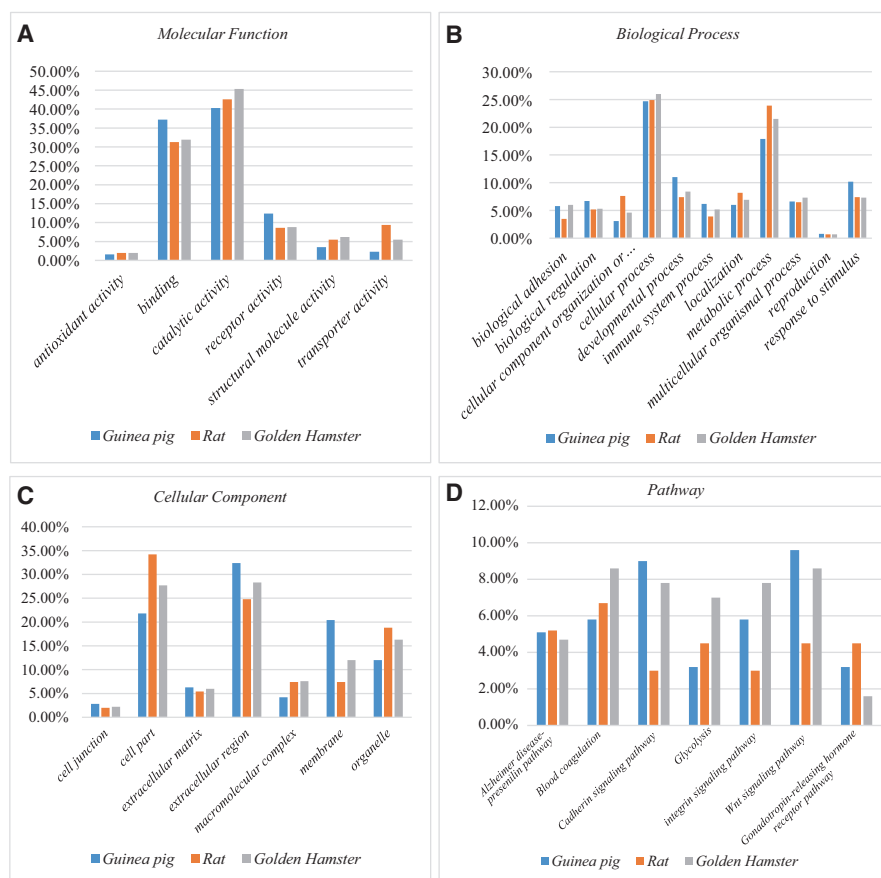 A
Molecular Function
50.00%
45.00%
40.00%
35.00%
30.00%
25.00%
20.00%
15.00%
10.00%
5.00%
0.00%
antioxidant activity
binding
catalytic activity
receptor activity
structural molecule activity
transporter activity
Guinea pig Rat Golden Hamster
B
Biological Process
30.00%
25.00%
20.00%
15.00%
10.00%
5.00%
0.00%
biological adhesion
biological regulation
cellular component organization or ...
cellular process
developmental process
immune system process
localization
metabolic process
multicellular organismal process
reproduction
response to stimulus
Guinea pig Rat Golden Hamster
C
Cellular Component
40.00%
35.00%
30.00%
25.00%
20.00%
15.00%
10.00%
5.00%
0.00%
cell junction
cell part
extracellular matrix
extracellular region
macromolecular complex
membrane
organelle
Guinea pig Rat Golden Hamster
D
Pathway
12.00%
10.00%
8.00%
6.00%
4.00%
2.00%
0.00%
Alzheimer disease-
presenilin pathway
Blood coagulation
Cadherin signaling pathway
Glycolysis
integrin signaling pathway
Wnt signaling pathway
Gonadotropin-releasing hormone
receptor pathway
Guinea pig Rat Golden Hamster